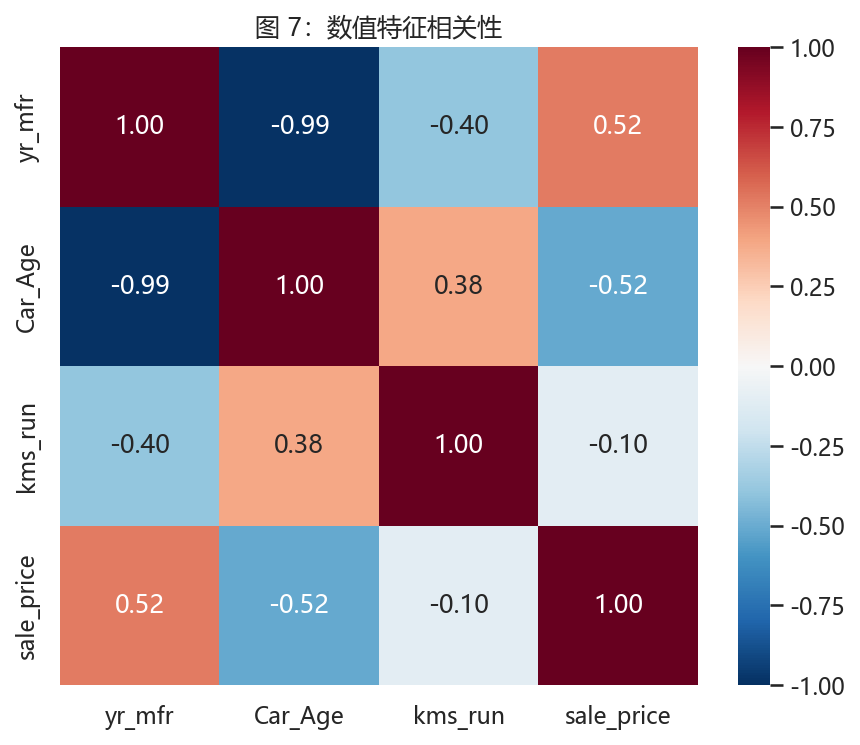 图 7：数值特征相关性
yr_mfr 1.00 -0.99 -0.40 0.52
Car_Age -0.99 1.00 0.38 -0.52
kms_run -0.40 0.38 1.00 -0.10
sale_price 0.52 -0.52 -0.10 1.00
yr_mfr Car_Age kms_run sale_price
1.00
0.75
0.50
0.25
0.00
-0.25
-0.50
-0.75
-1.00